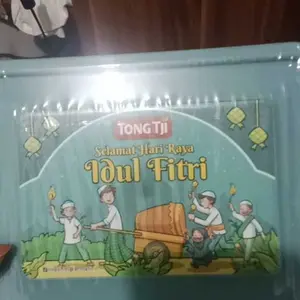 TONG TJI
Selamat Hari Raya
Idul Fitri